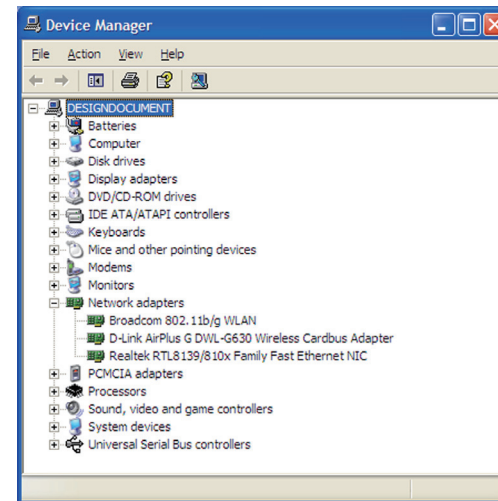 Device Manager
File Action View Help
DESIGNDOCUMENT
Batteries
Computer
Disk drives
Display adapters
DVD/CD-ROM drives
IDE ATA/ATAPI controllers
Keyboards
Mice and other pointing devices
Modems
Monitors
Network adapters
Broadcom 802.11b/g WLAN
D-Link AirPlus G DWL-G630 Wireless Cardbus Adapter
Realtek RTL8139/810x Family Fast Ethernet NIC
PCMCIA adapters
Processors
Sound, video and game controllers
System devices
Universal Serial Bus controllers